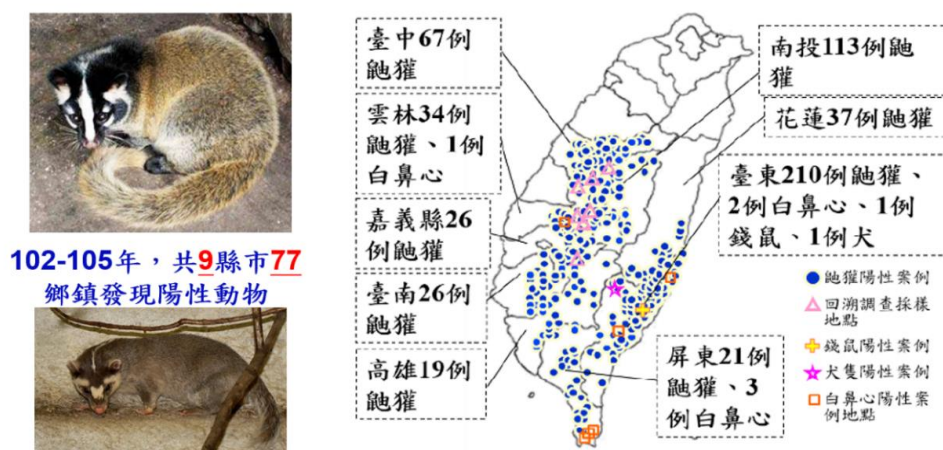 102-105年，共9縣市77
鄉鎮發現陽性動物
臺中67例
鼬獾
雲林34例
鼬獾、1例
白鼻心
嘉義縣26
例鼬獾
臺南26例
鼬獾
高雄19例
鼬獾
南投113例鼬
獾
花蓮37例鼬獾
臺東210例鼬獾、
2例白鼻心、1例
錢鼠、1例犬
屏東21例
鼬獾、3
例白鼻心
鼬獾陽性案例
回溯調查採樣
地點
錢鼠陽性案例
犬隻陽性案例
白鼻心陽性案
例地點